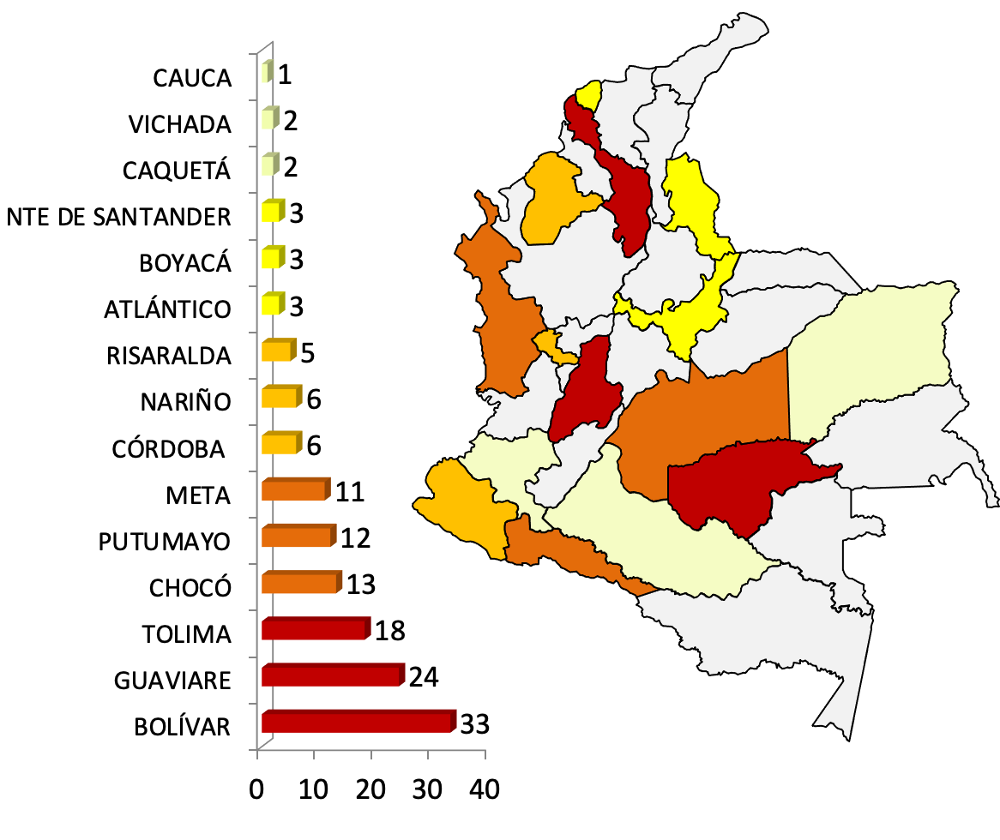 CAUCA 1
VICHADA 2
CAQUETÁ 2
NTE DE SANTANDER 3
BOYACÁ 3
ATLÁNTICO 3
RISARALDA 5
NARIÑO 6
CÓRDOBA 6
META 11
PUTUMAYO 12
CHOCÓ 13
TOLIMA 18
GUAVIARE 24
BOLÍVAR 33
0 10 20 30 40